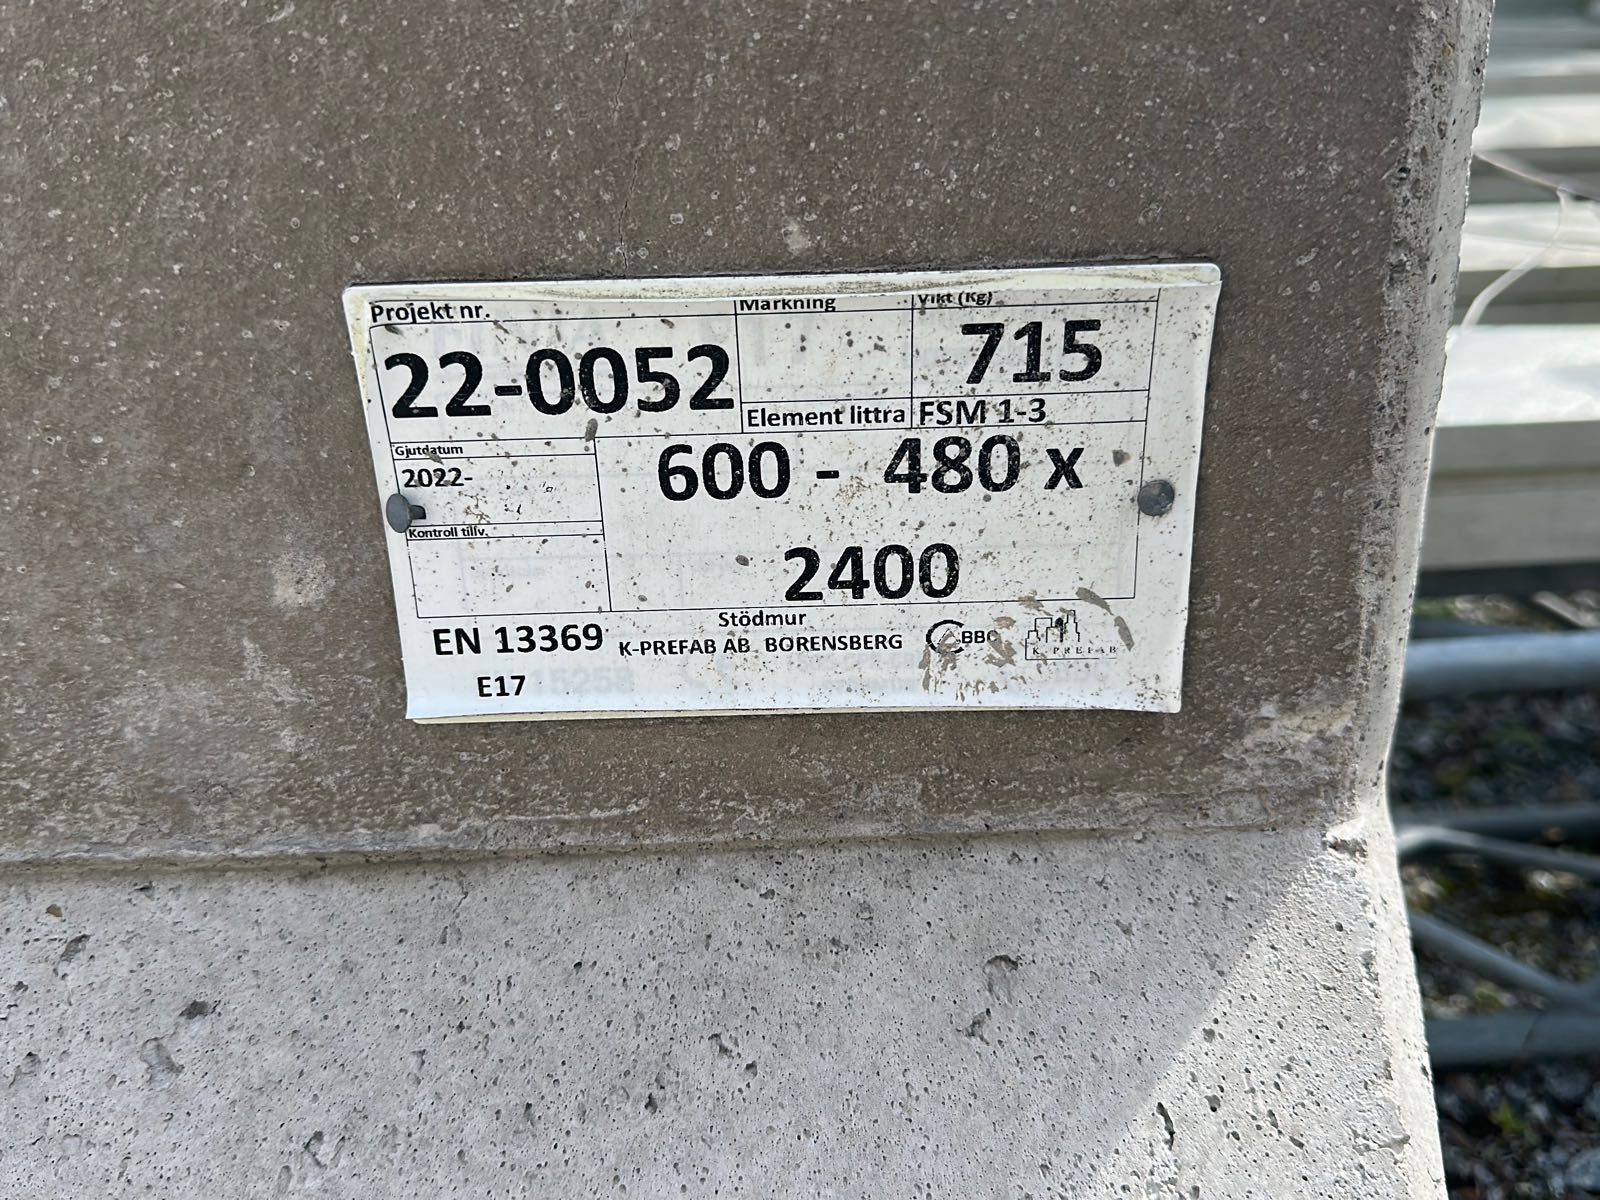 Projekt nr.
Märkning
Vikt (Kg)
22-0052
715
Element littra
FSM 1-3
Gjutdatum
2022-
600 - 480 x
2400
Kontroll tillv.
Stödmur
EN 13369
K-PREFAB AB BORENSBERG
BBC
K-PREFAB
E17